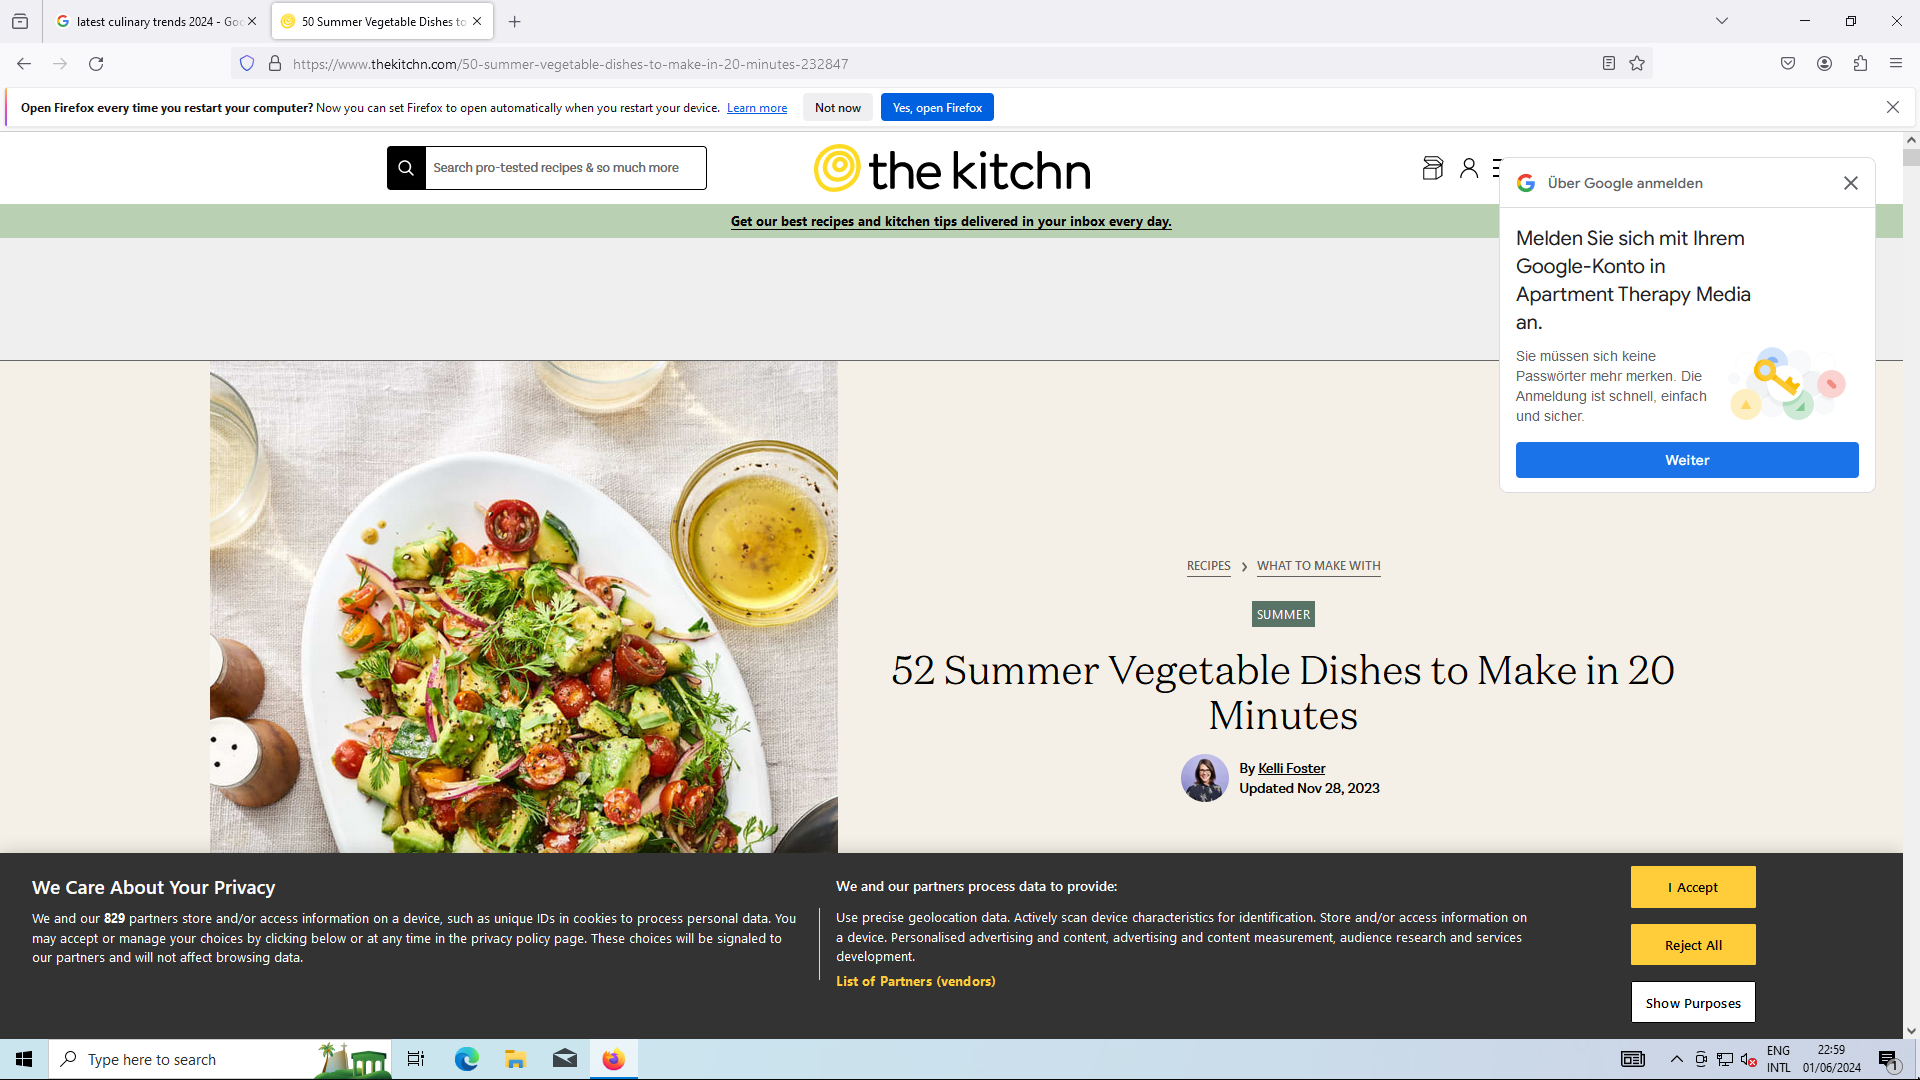 latest culinary trends 2024 - Goo
50 Summer Vegetable Dishes to
https://www.thekitchn.com/50-summer-vegetable-dishes-to-make-in-20-minutes-232847
Open Firefox every time you restart your computer? Now you can set Firefox to open automatically when you restart your device. Learn more
Not now
Yes, open Firefox
Search pro-tested recipes & so much more
the kitchn
Get our best recipes and kitchen tips delivered in your inbox every day.
Über Google anmelden
Melden Sie sich mit Ihrem
Google-Konto in
Apartment Therapy Media
an.
Sie müssen sich keine
Passwörter mehr merken. Die
Anmeldung ist schnell, einfach
und sicher.
Weiter
RECIPES > WHAT TO MAKE WITH
SUMMER
52 Summer Vegetable Dishes to Make in 20
Minutes
By Kelli Foster
Updated Nov 28, 2023
We Care About Your Privacy
We and our 829 partners store and/or access information on a device, such as unique IDs in cookies to process personal data. You
may accept or manage your choices by clicking below or at any time in the privacy policy page. These choices will be signaled to
our partners and will not affect browsing data.
We and our partners process data to provide:
Use precise geolocation data. Actively scan device characteristics for identification. Store and/or access information on
a device. Personalised advertising and content, advertising and content measurement, audience research and services
development.
List of Partners (vendors)
I Accept
Reject All
Show Purposes
Type here to search
ENG
INTL
22:59
01/06/2024
1